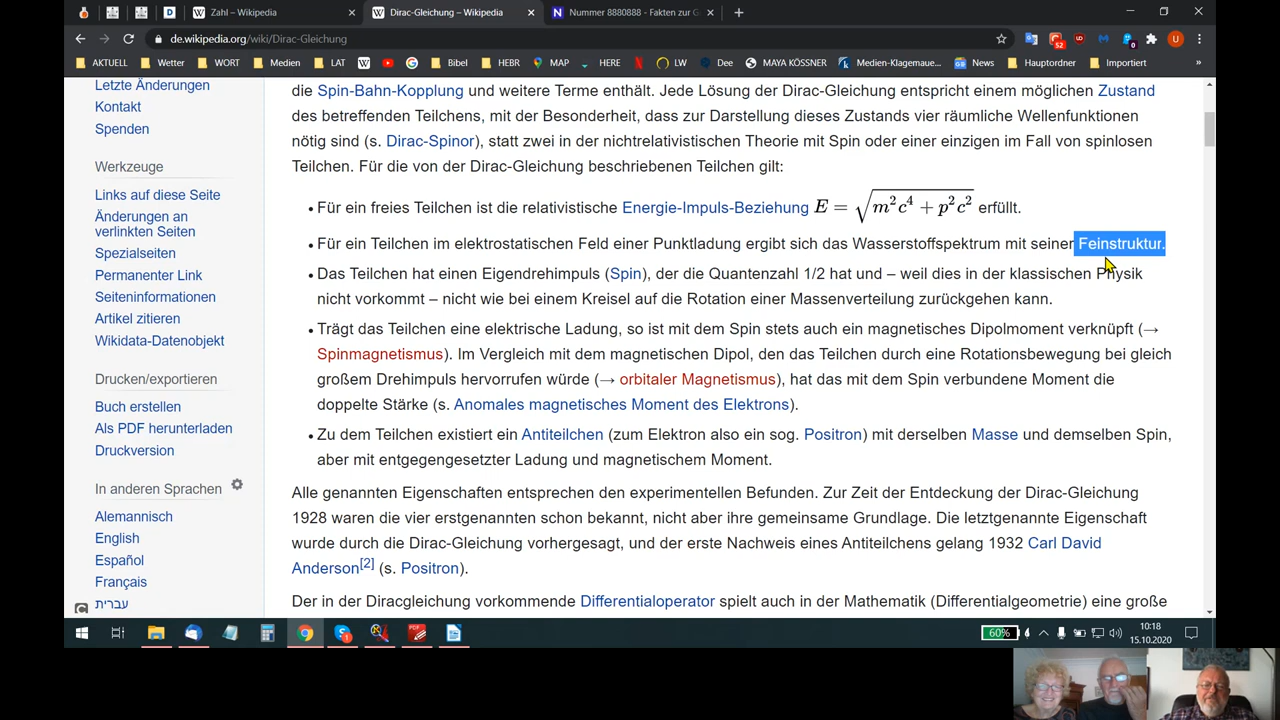 Zahl – Wikipedia
Dirac-Gleichung – Wikipedia
Nummer 8880888 - Fakten zur G
de.wikipedia.org/wiki/Dirac-Gleichung
AKTUELL
Wetter
WORT
Medien
LAT
Bibel
HEBR
MAP
HERE
LW
Dee
MAYA KÖSSNER
Medien-Klagemaue...
News
Hauptordner
Importiert
»
Letzte Änderungen
Kontakt
Spenden
Werkzeuge
Links auf diese Seite
Änderungen an
verlinkten Seiten
Spezialseiten
Permanenter Link
Seiteninformationen
Artikel zitieren
Wikidata-Datenobjekt
Drucken/exportieren
Buch erstellen
Als PDF herunterladen
Druckversion
In anderen Sprachen
Alemannisch
English
Español
Français
עברית
die Spin-Bahn-Kopplung und weitere Terme enthält. Jede Lösung der Dirac-Gleichung entspricht einem möglichen Zustand
des betreffenden Teilchens, mit der Besonderheit, dass zur Darstellung dieses Zustands vier räumliche Wellenfunktionen
nötig sind (s. Dirac-Spinor), statt zwei in der nichtrelativistischen Theorie mit Spin oder einer einzigen im Fall von spinlosen
Teilchen. Für die von der Dirac-Gleichung beschriebenen Teilchen gilt:
• Für ein freies Teilchen ist die relativistische Energie-Impuls-Beziehung E = √m²c⁴ + p²c² erfüllt.
• Für ein Teilchen im elektrostatischen Feld einer Punktladung ergibt sich das Wasserstoffspektrum mit seiner Feinstruktur.
• Das Teilchen hat einen Eigendrehimpuls (Spin), der die Quantenzahl 1/2 hat und – weil dies in der klassischen Physik
nicht vorkommt – nicht wie bei einem Kreisel auf die Rotation einer Massenverteilung zurückgehen kann.
• Trägt das Teilchen eine elektrische Ladung, so ist mit dem Spin stets auch ein magnetisches Dipolmoment verknüpft (→
Spinmagnetismus). Im Vergleich mit dem magnetischen Dipol, den das Teilchen durch eine Rotationsbewegung bei gleich
großem Drehimpuls hervorrufen würde (→ orbitaler Magnetismus), hat das mit dem Spin verbundene Moment die
doppelte Stärke (s. Anomales magnetisches Moment des Elektrons).
• Zu dem Teilchen existiert ein Antiteilchen (zum Elektron also ein sog. Positron) mit derselben Masse und demselben Spin,
aber mit entgegengesetzter Ladung und magnetischem Moment.
Alle genannten Eigenschaften entsprechen den experimentellen Befunden. Zur Zeit der Entdeckung der Dirac-Gleichung
1928 waren die vier erstgenannten schon bekannt, nicht aber ihre gemeinsame Grundlage. Die letztgenannte Eigenschaft
wurde durch die Dirac-Gleichung vorhergesagt, und der erste Nachweis eines Antiteilchens gelang 1932 Carl David
Anderson[2] (s. Positron).
Der in der Diracgleichung vorkommende Differentialoperator spielt auch in der Mathematik (Differentialgeometrie) eine große
60%
10:18
15.10.2020